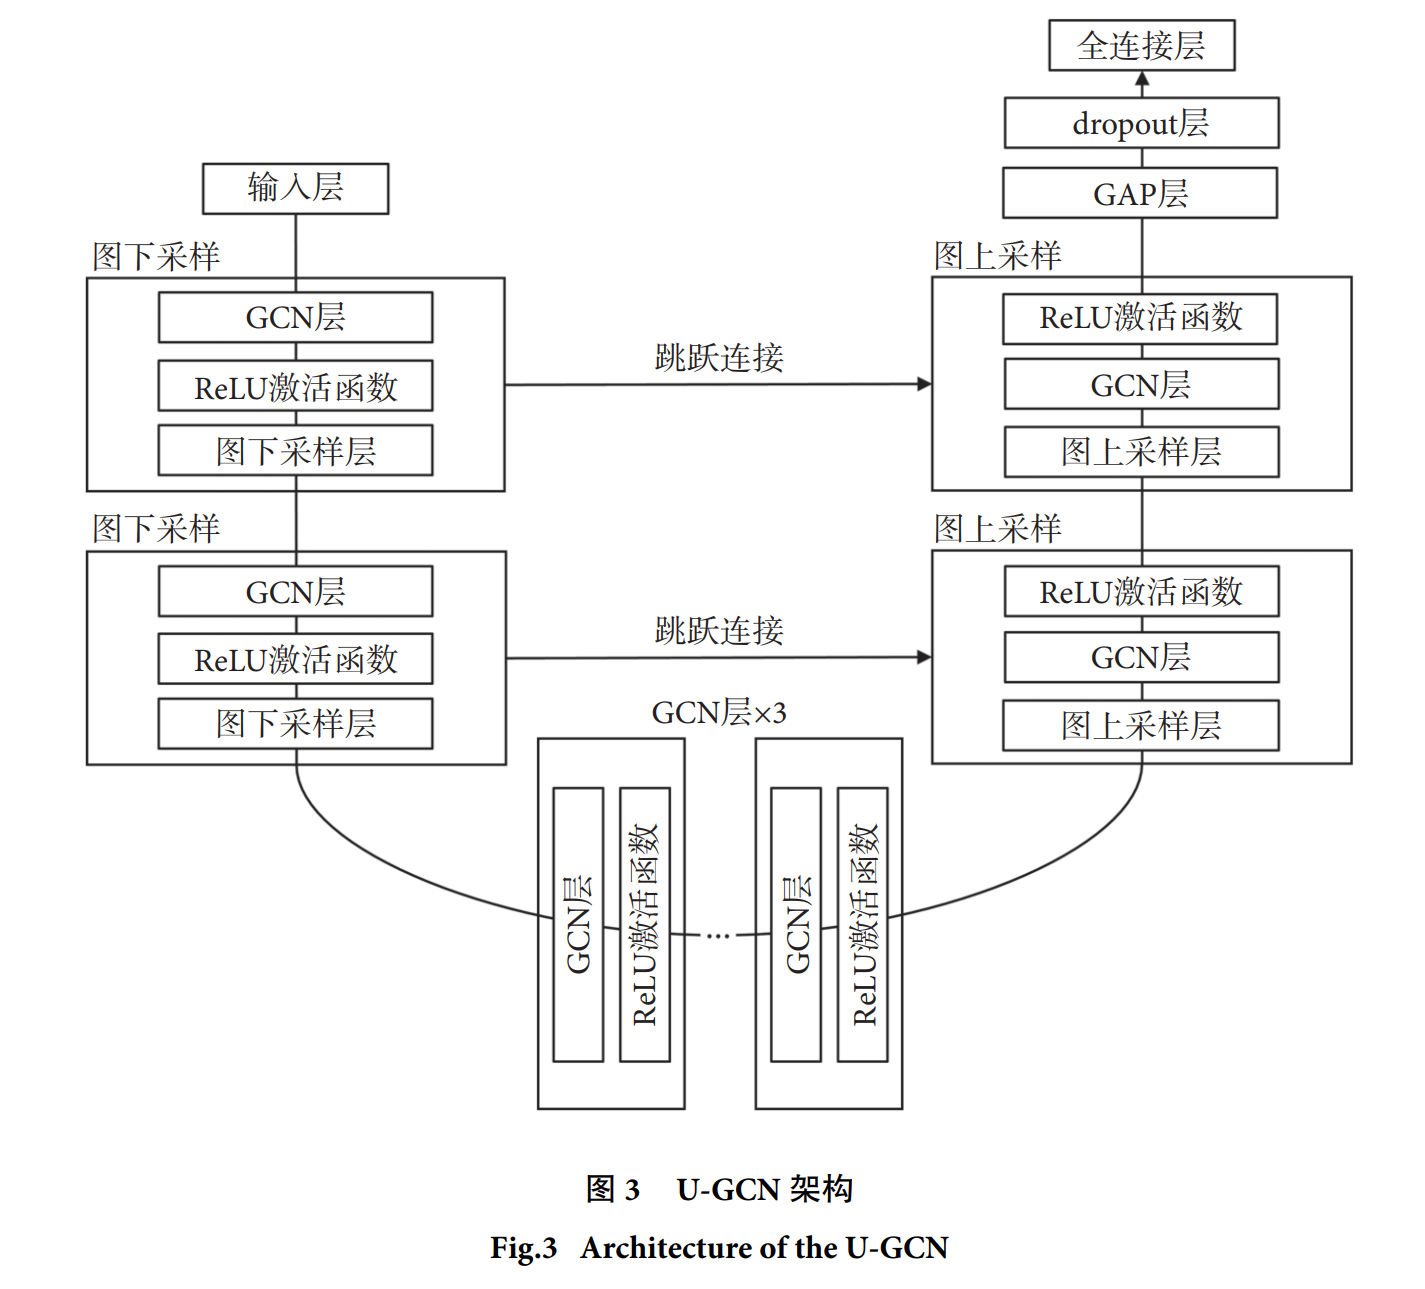 全连接层
dropout层
GAP层
输入层
图下采样
GCN层
ReLU激活函数
图下采样层
跳跃连接
图上采样
ReLU激活函数
GCN层
图上采样层
图下采样
GCN层
ReLU激活函数
图下采样层
跳跃连接
图上采样
ReLU激活函数
GCN层
图上采样层
GCN层×3
GCN层
ReLU激活函数
...
GCN层
ReLU激活函数
图 3 U-GCN 架构
Fig.3 Architecture of the U-GCN